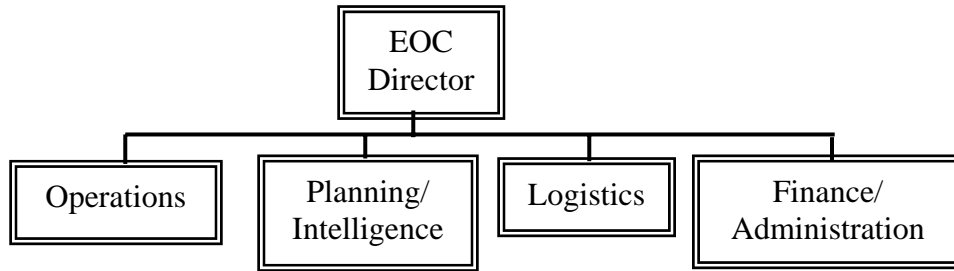 EOC
Director
Operations
Planning/
Intelligence
Logistics
Finance/
Administration